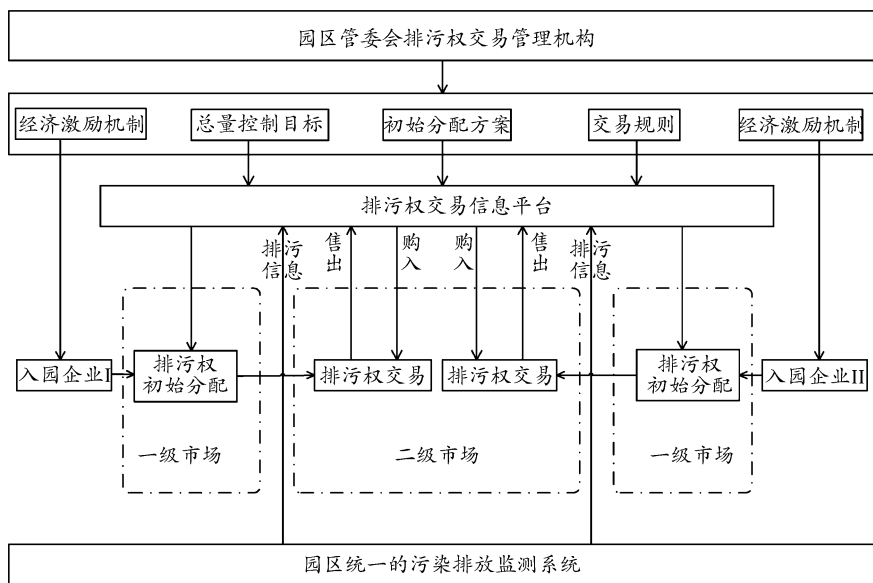 园区管委会排污权交易管理机构
经济激励机制
总量控制目标
初始分配方案
交易规则
经济激励机制
排污权交易信息平台
排污
信息
售
出
购
入
购
入
售
出
排污
信息
入园企业I
排污权
初始分配
排污权交易
排污权交易
排污权
初始分配
入园企业II
一级市场
二级市场
一级市场
园区统一的污染排放监测系统